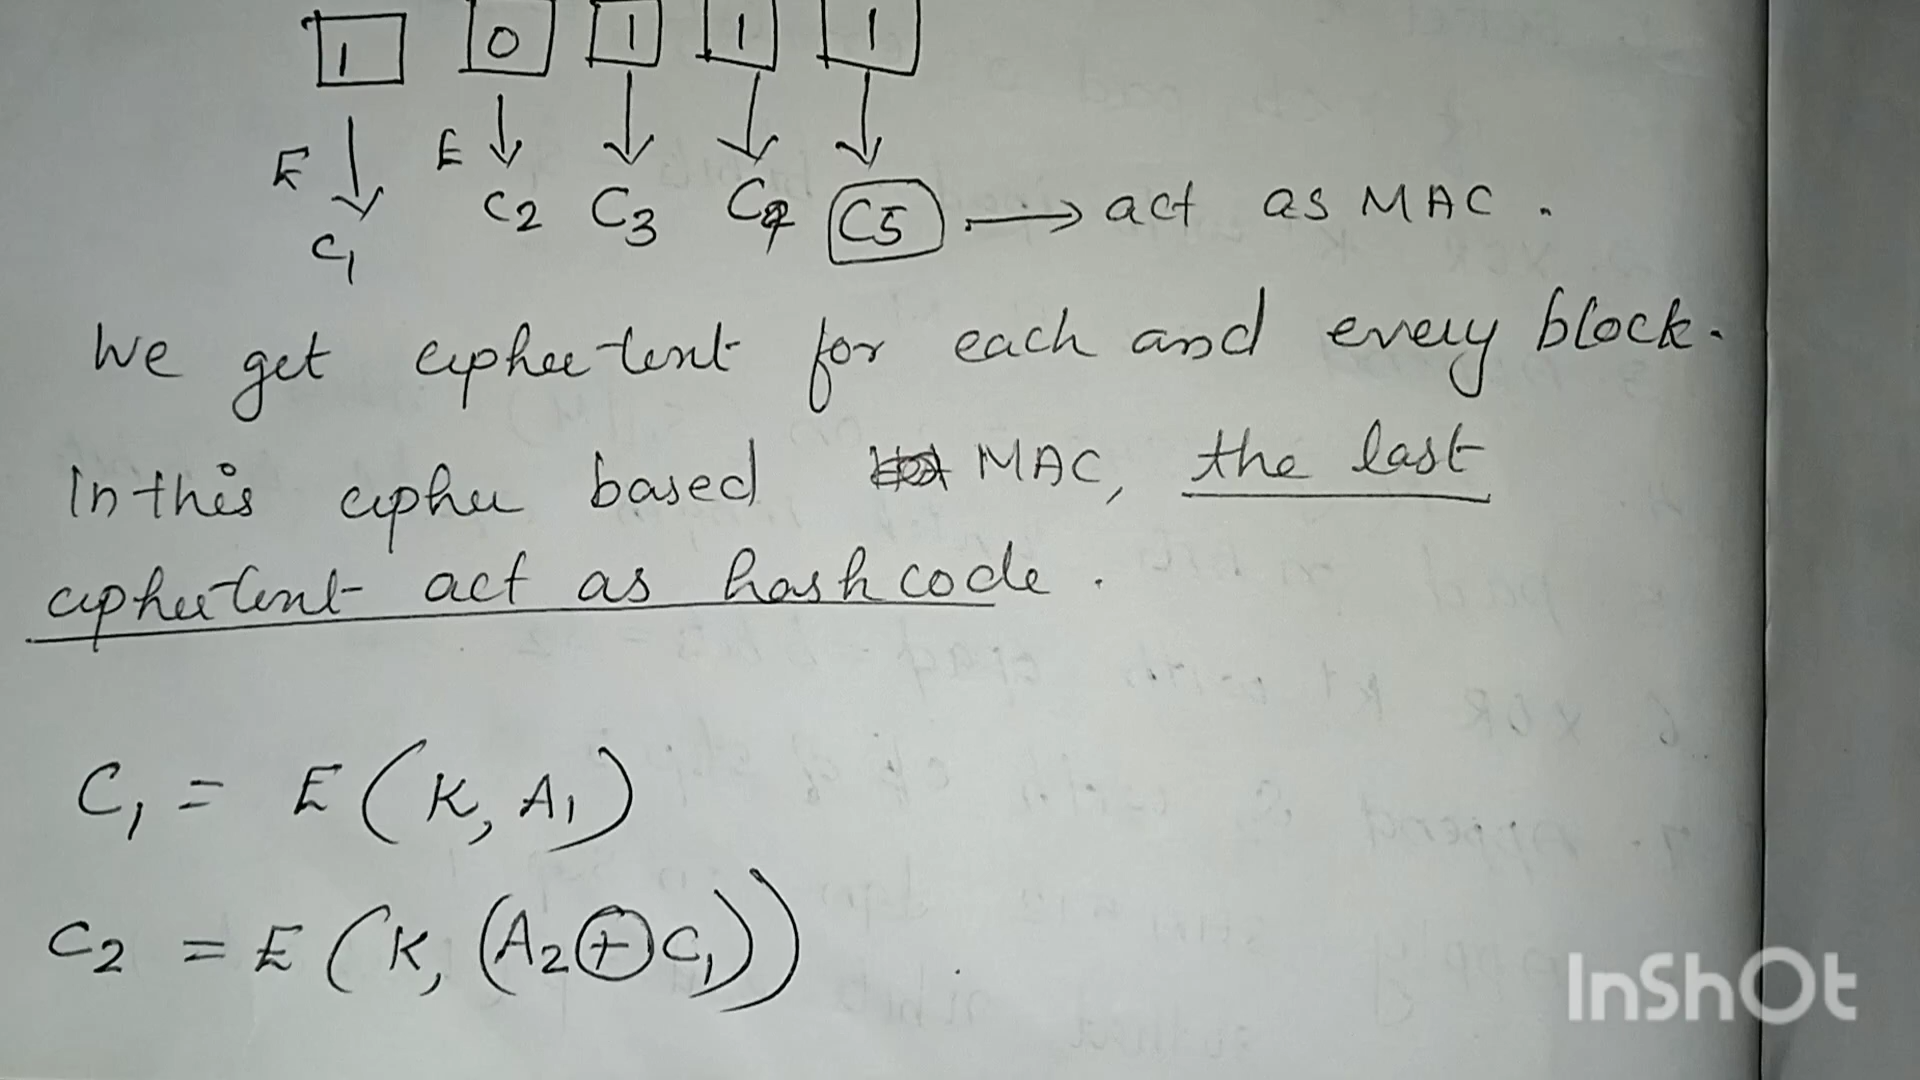 1 0 1 1 1
E E
C1 C2 C3 C4 C5 → act as MAC.
We get ciphertext for each and every block.
In this cipher based MAC, the last
ciphertext act as hash code.
C1 = E(K, A1)
C2 = E(K, (A2⊕C1))
InShOt